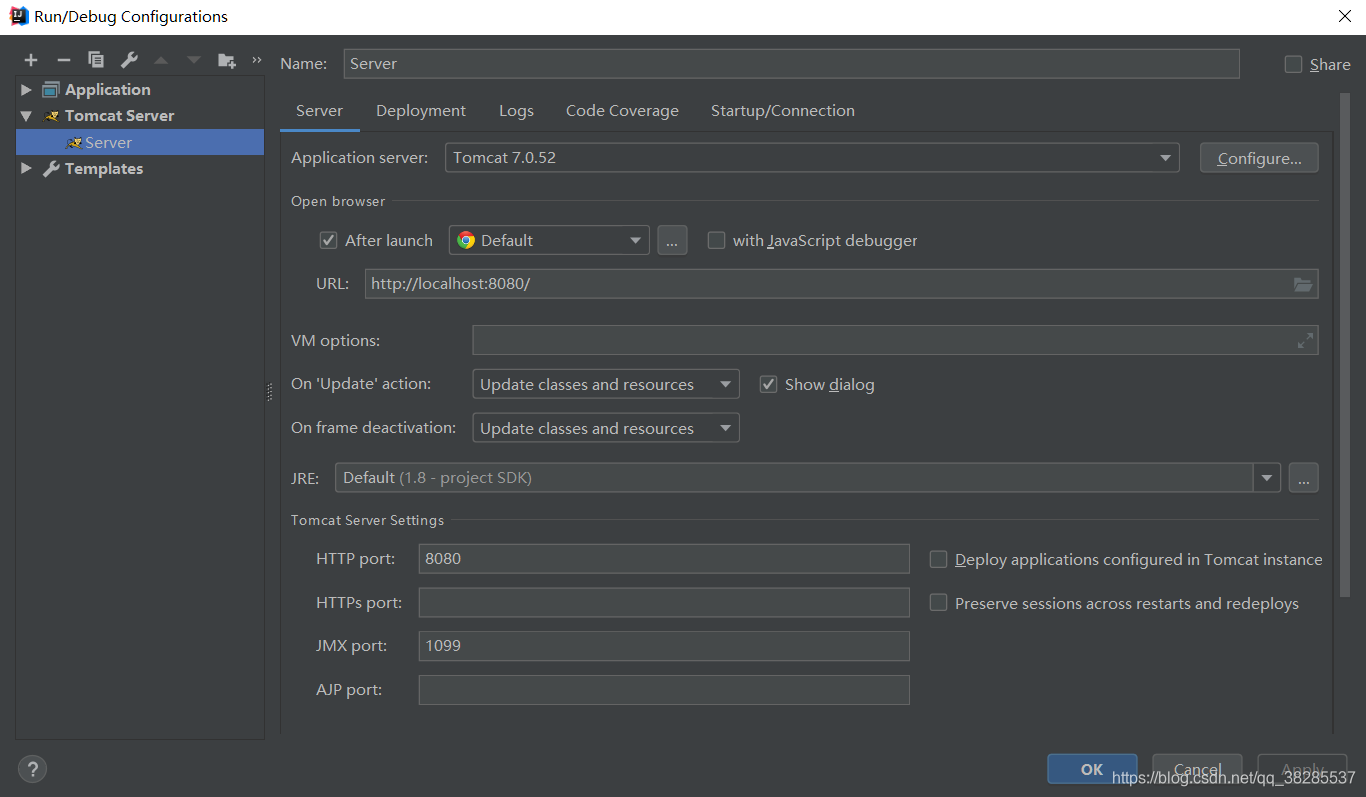 Run/Debug Configurations
Name: Server Share
Application
Tomcat Server
Server
Templates
Server Deployment Logs Code Coverage Startup/Connection
Application server: Tomcat 7.0.52 Configure...
Open browser
After launch Default ... with JavaScript debugger
URL: http://localhost:8080/
VM options:
On 'Update' action: Update classes and resources Show dialog
On frame deactivation: Update classes and resources
JRE: Default (1.8 - project SDK) ...
Tomcat Server Settings
HTTP port: 8080 Deploy applications configured in Tomcat instance
HTTPs port: Preserve sessions across restarts and redeploys
JMX port: 1099
AJP port:
? OK Cancel Apply
https://blog.csdn.net/qq_38285537